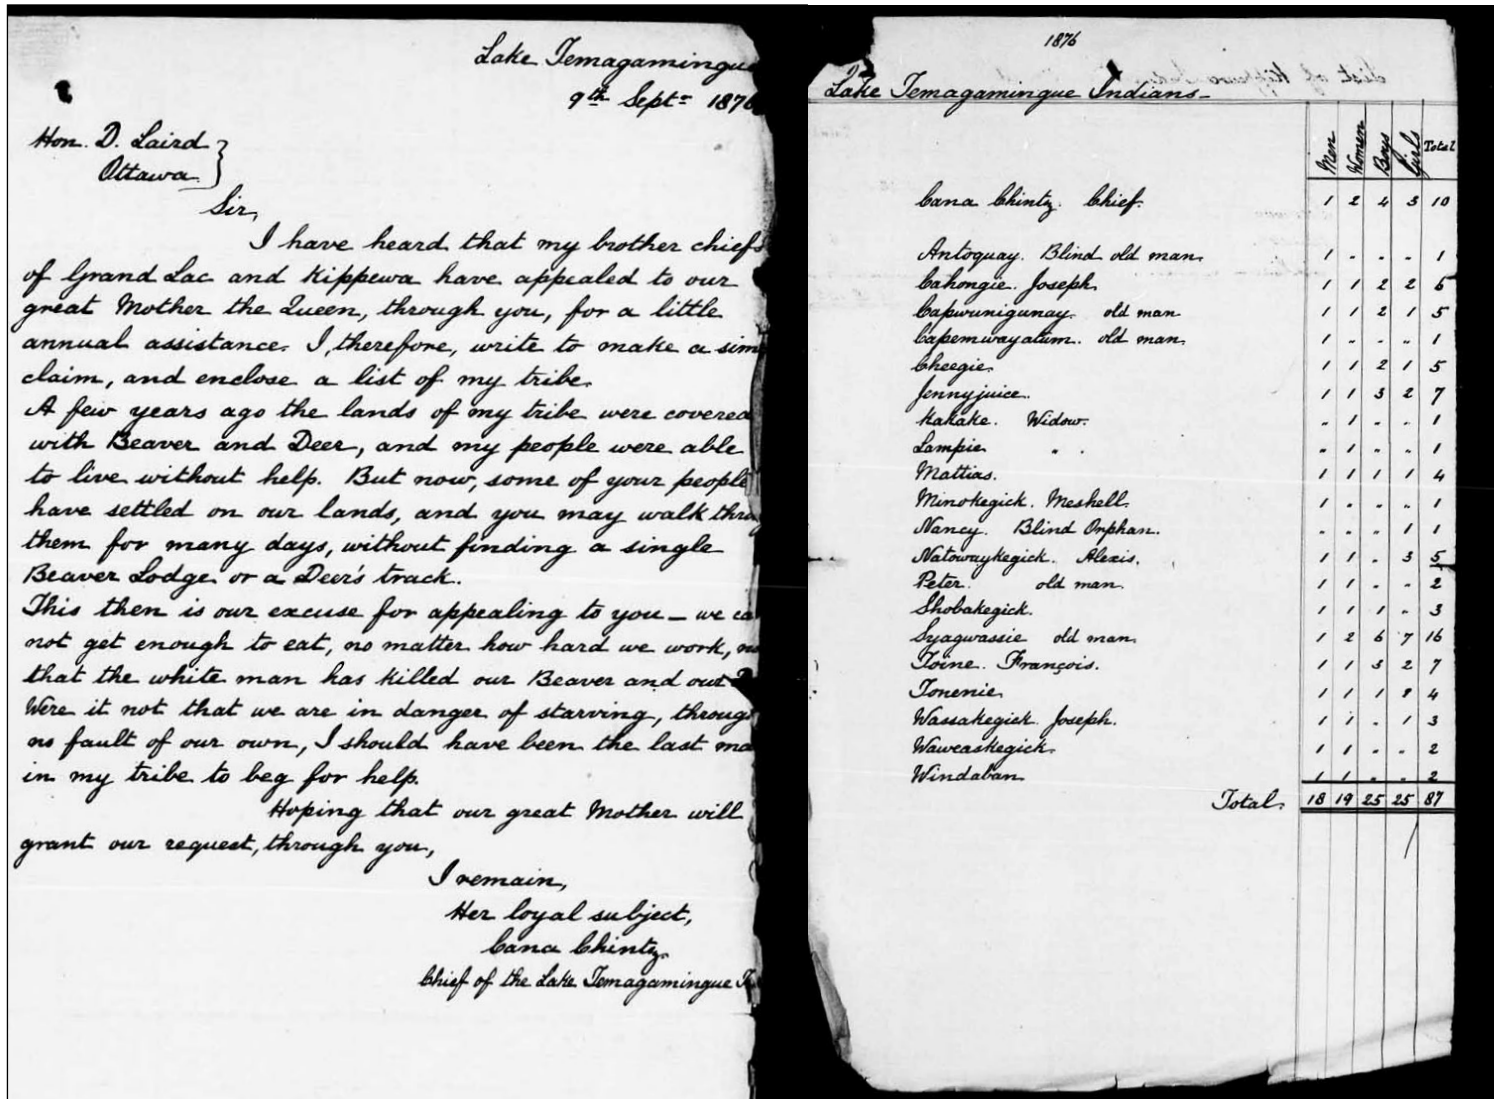 Lake Temagamingue
9th Sept. 1876
Hon. D. Laird
Ottawa
Sir,
I have heard that my brother chiefs
of Grand Lac and Kippewa have appealed to our
great Mother the Queen, through you, for a little
annual assistance. I, therefore, write to make a sim
claim, and enclose a list of my tribe.
A few years ago the lands of my tribe were covered
with Beaver and Deer, and my people were able
to live without help. But now, some of your people
have settled on our lands, and you may walk thro
them for many days, without finding a single
Beaver Lodge or a Deer's track.
This then is our excuse for appealing to you — we ca
not get enough to eat, no matter how hard we work, no
that the white man has killed our Beaver and our D
Were it not that we are in danger of starving, through
no fault of our own, I should have been the last ma
in my tribe to beg for help.
Hoping that our great Mother will
grant our request, through you,
I remain,
Her loyal subject,
Cana Chintz.
Chief of the Lake Temagamingue
1876
Lake Temagamingue Indians—
Men Women Boys Girls Total
Cana Chintz. Chief. 1 2 4 3 10
Antoquay. Blind old man. 1 . . . 1
Cahongie. Joseph. 1 1 2 2 6
Capwunigunay. old man 1 1 2 1 5
Capemwayatum. old man. 1 . . . 1
Cheegie. 1 1 2 1 5
Jennyjuice. 1 1 3 2 7
Kakake. Widow. . 1 . . 1
Lampie " . . 1 . . 1
Mattias. 1 1 1 1 4
Minokegick. Meshell. 1 . . . 1
Nancy. Blind Orphan. . . . 1 1
Natowaykegick. Alexis. 1 1 . 3 5
Peter. old man. 1 1 . . 2
Shobakegick. 1 1 1 . 3
Syagwassie old man. 1 2 6 7 16
Toine. François. 1 1 3 2 7
Tonenie. 1 1 1 1 4
Wassakegick. Joseph. 1 1 . 1 3
Waweaskegick. 1 1 . . 2
Windaban 1 1 . . 2
Total. 18 19 25 25 87